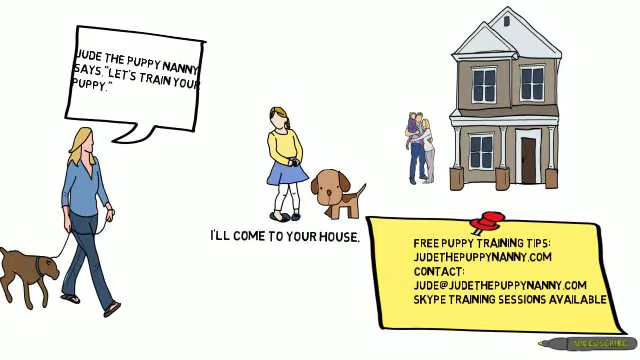 JUDE THE PUPPY NANNY
SAYS "LET'S TRAIN YOUR
PUPPY."
I'LL COME TO YOUR HOUSE.
FREE PUPPY TRAINING TIPS:
JUDETHEPUPPYNANNY.COM
CONTACT:
JUDE@JUDETHEPUPPYNANNY.COM
SKYPE TRAINING SESSIONS AVAILABLE
VIDEOSCRIBE